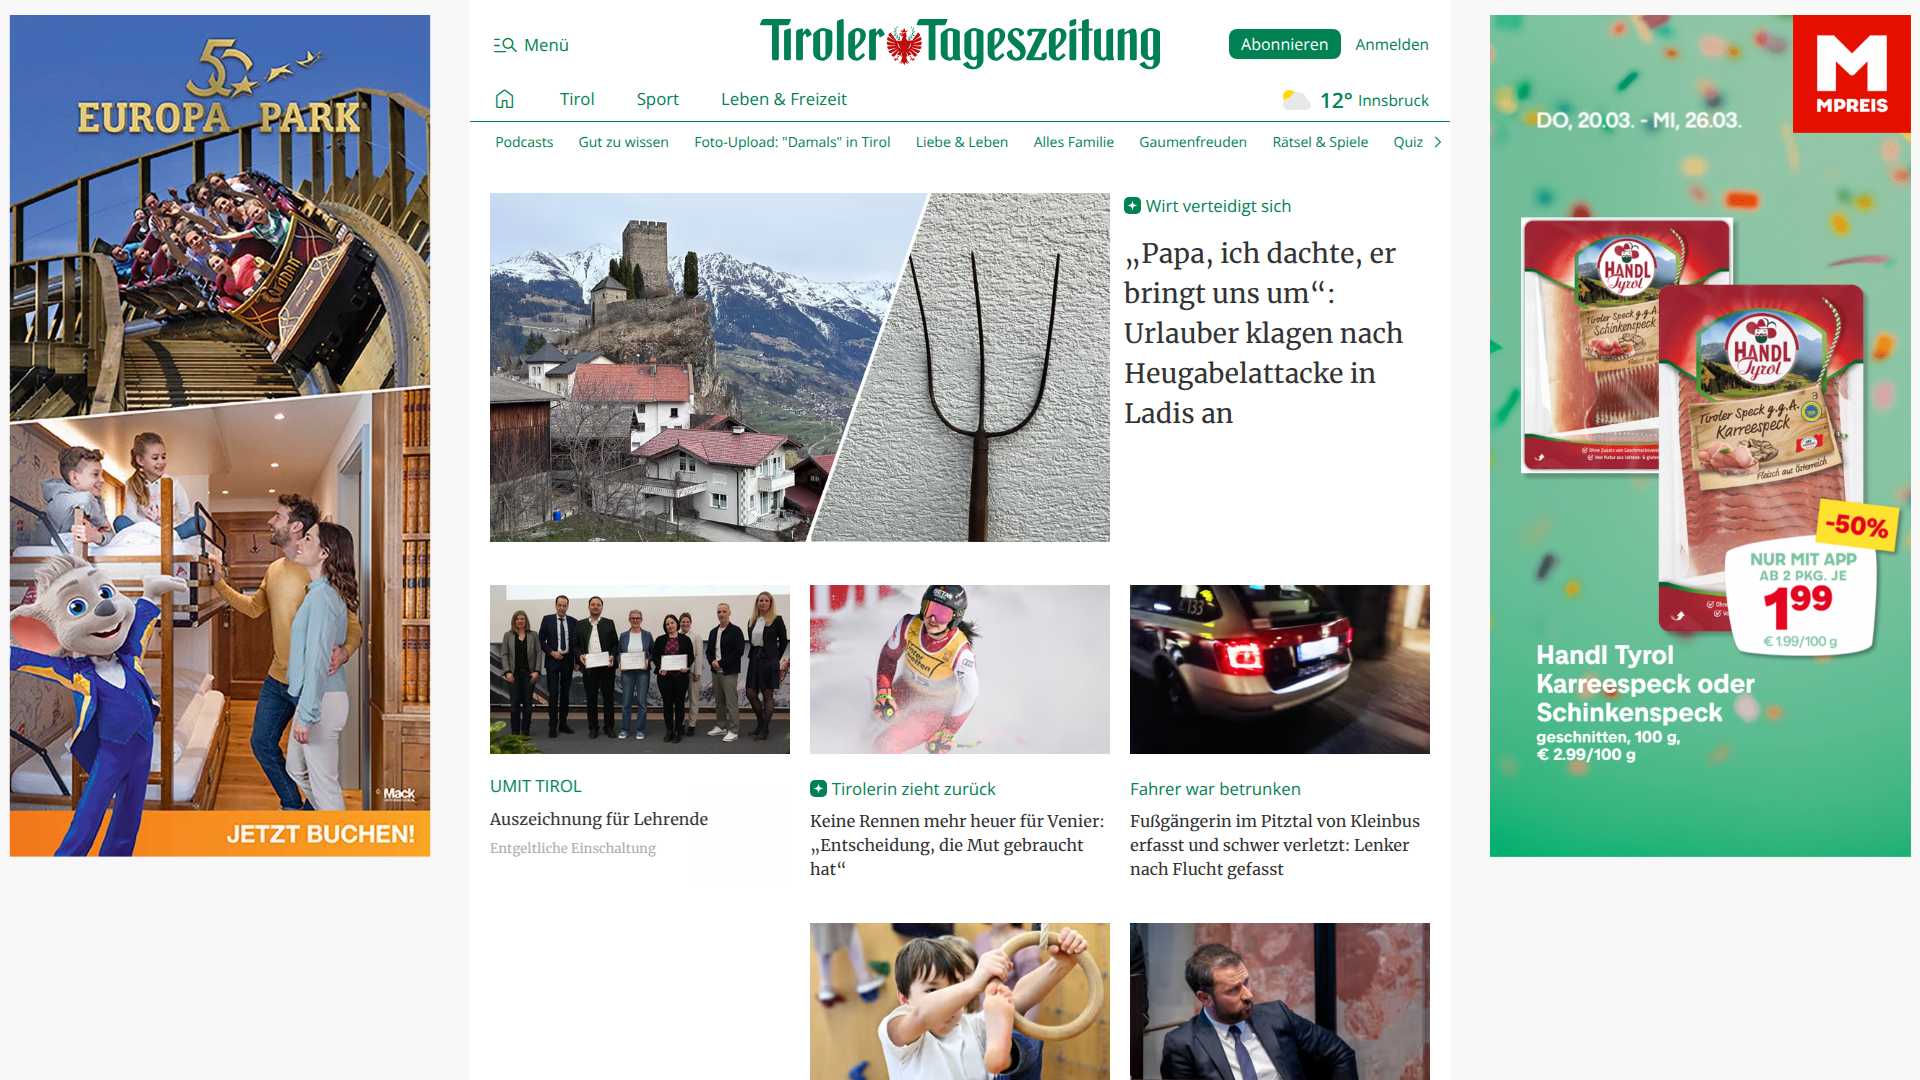 50
EUROPA PARK
© Mack
JETZT BUCHEN!
Menü
Tiroler Tageszeitung
Abonnieren
Anmelden
Tirol
Sport
Leben & Freizeit
12° Innsbruck
Podcasts
Gut zu wissen
Foto-Upload: "Damals" in Tirol
Liebe & Leben
Alles Familie
Gaumenfreuden
Rätsel & Spiele
Quiz
Wirt verteidigt sich
„Papa, ich dachte, er
bringt uns um“:
Urlauber klagen nach
Heugabelattacke in
Ladis an
UMIT TIROL
Auszeichnung für Lehrende
Entgeltliche Einschaltung
Tirolerin zieht zurück
Keine Rennen mehr heuer für Venier:
„Entscheidung, die Mut gebraucht
hat“
133
Fahrer war betrunken
Fußgängerin im Pitztal von Kleinbus
erfasst und schwer verletzt: Lenker
nach Flucht gefasst
M
MPREIS
DO, 20.03. - MI, 26.03.
HANDL
Tyrol
Tiroler Speck g.g.A.
Schinkenspeck
HANDL
Tyrol
Tiroler Speck g.g.A.
Karreespeck
Fleisch aus Österreich
-50%
NUR MIT APP
AB 2 PKG. JE
1 99
€ 1.99/100 g
Handl Tyrol
Karreespeck oder
Schinkenspeck
geschnitten, 100 g,
€ 2.99/100 g